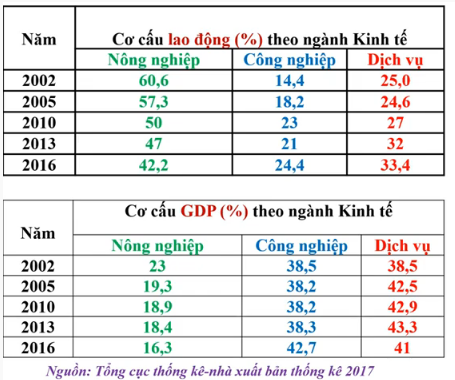 Năm Cơ cấu lao động (%) theo ngành Kinh tế
Nông nghiệp Công nghiệp Dịch vụ
2002 60,6 14,4 25,0
2005 57,3 18,2 24,6
2010 50 23 27
2013 47 21 32
2016 42,2 24,4 33,4
Năm Cơ cấu GDP (%) theo ngành Kinh tế
Nông nghiệp Công nghiệp Dịch vụ
2002 23 38,5 38,5
2005 19,3 38,2 42,5
2010 18,9 38,2 42,9
2013 18,4 38,3 43,3
2016 16,3 42,7 41
Nguồn: Tổng cục thống kê-nhà xuất bản thống kê 2017